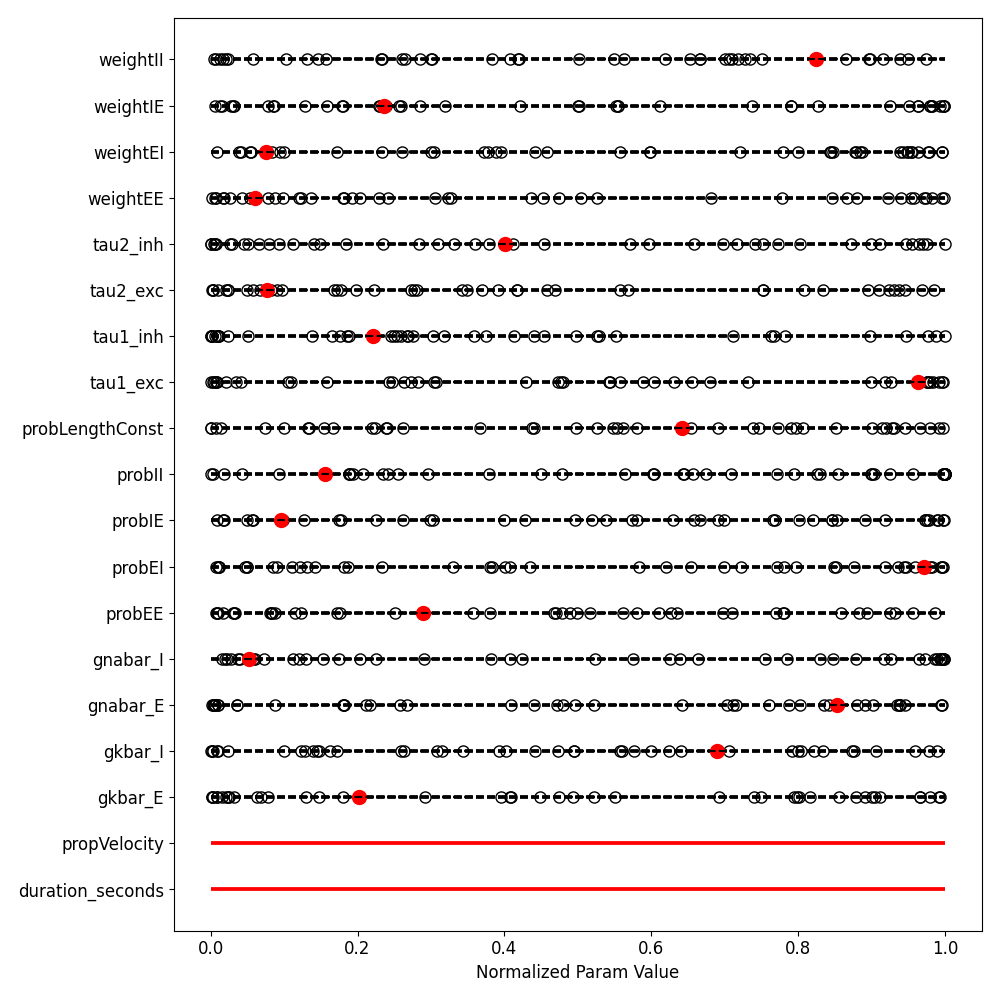 weightII
weightIE
weightEI
weightEE
tau2_inh
tau2_exc
tau1_inh
tau1_exc
probLengthConst
probII
probIE
probEI
probEE
gnabar_I
gnabar_E
gkbar_I
gkbar_E
propVelocity
duration_seconds
0.0 0.2 0.4 0.6 0.8 1.0
Normalized Param Value